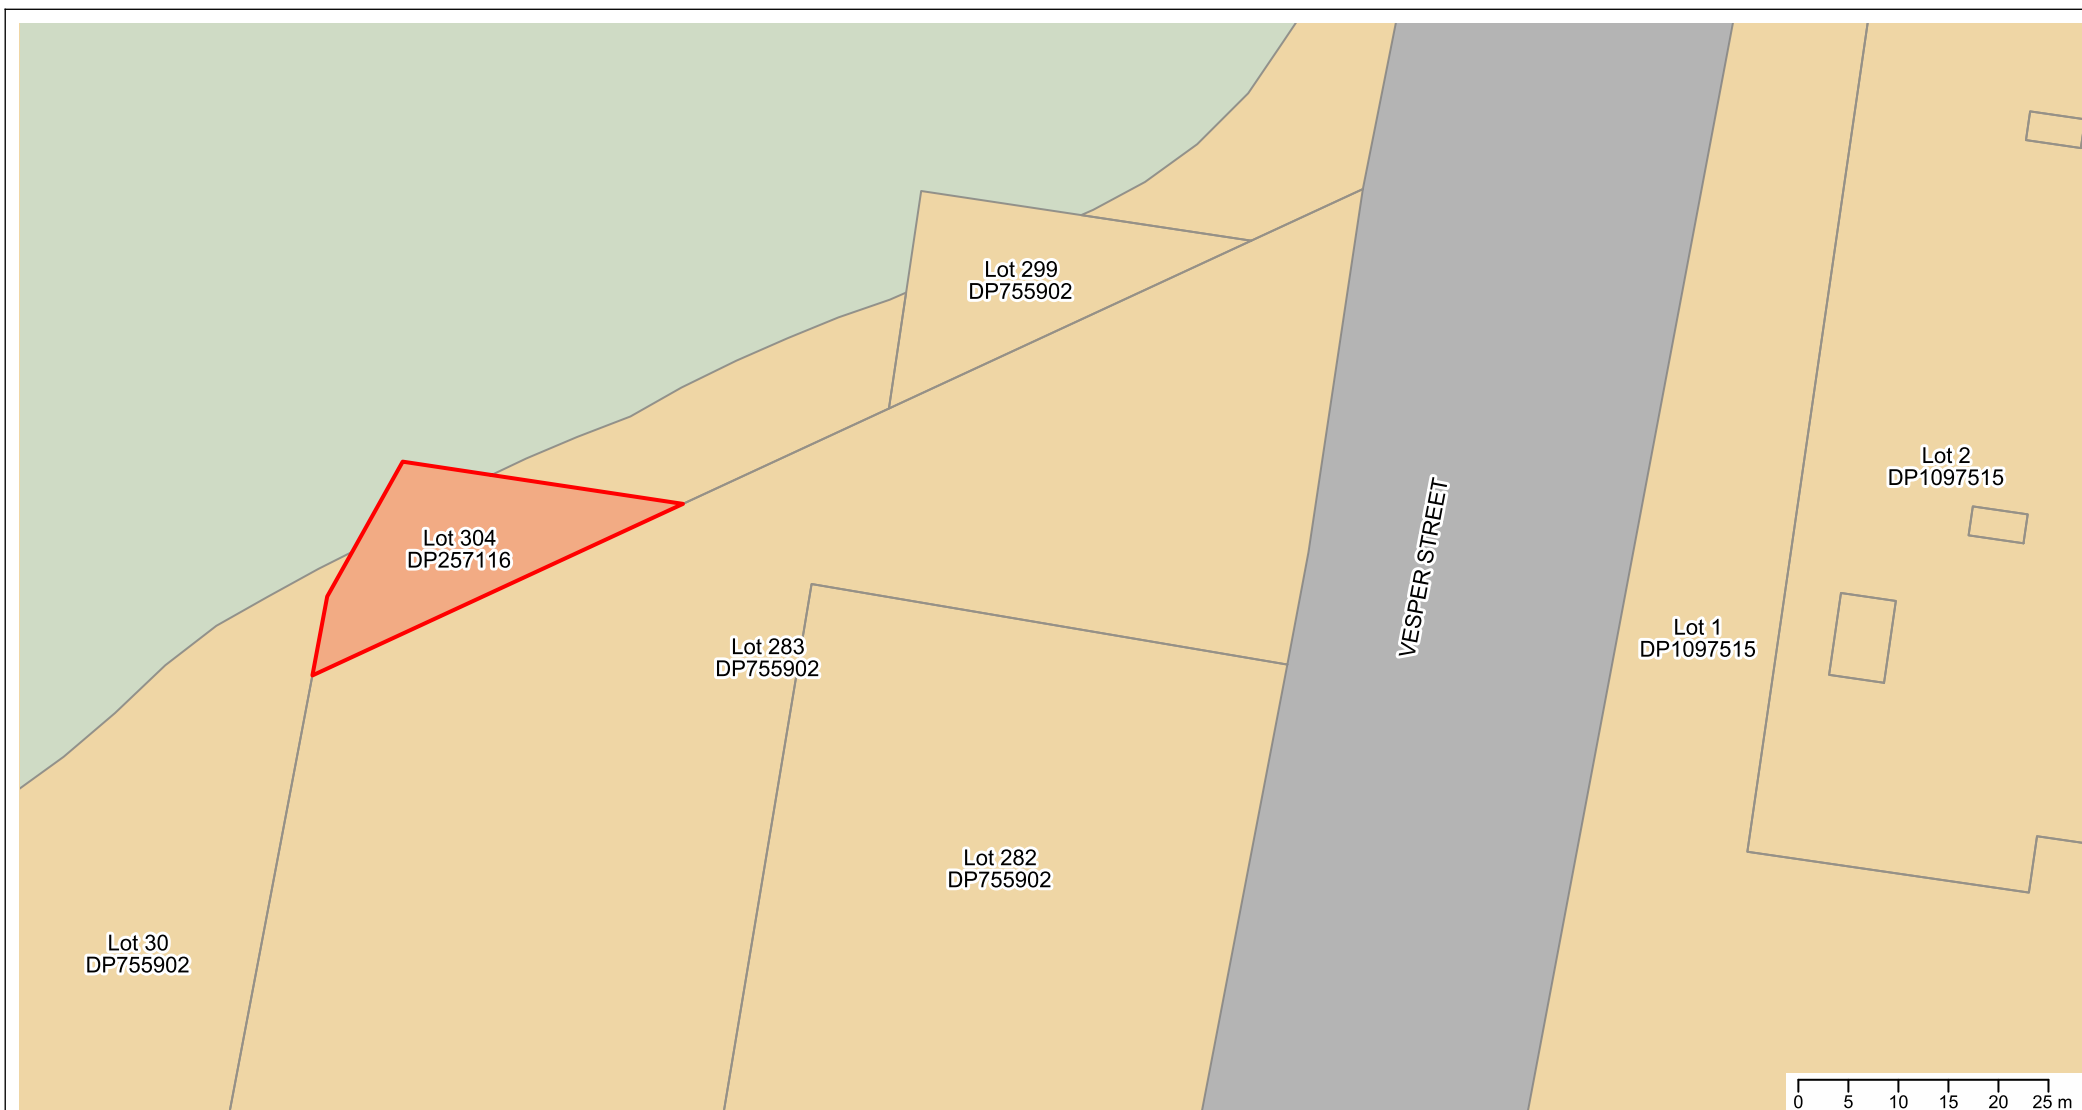 Lot 299
DP755902
Lot 2
DP1097515
VESPER STREET
Lot 304
DP257116
Lot 283
DP755902
Lot 1
DP1097515
Lot 282
DP755902
Lot 30
DP755902
0 5 10 15 20 25 m